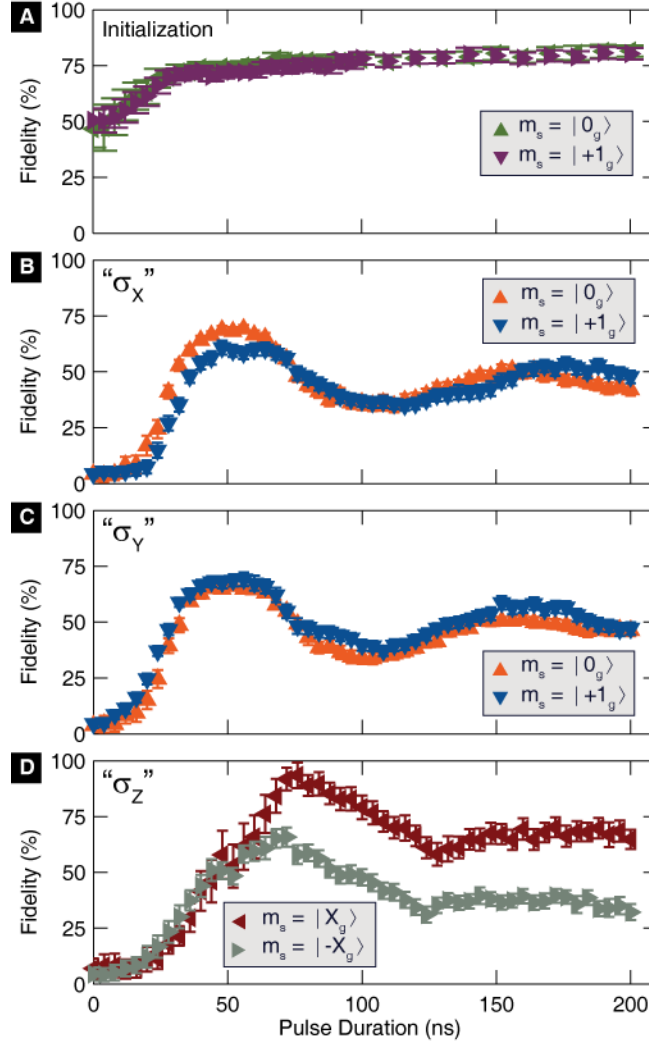 A
Initialization
100
75
50
25
0
Fidelity (%)
m_s = | 0_g ⟩
m_s = | +1_g ⟩
B
“σ_X”
100
75
50
25
0
Fidelity (%)
m_s = | 0_g ⟩
m_s = | +1_g ⟩
C
“σ_Y”
100
75
50
25
0
Fidelity (%)
m_s = | 0_g ⟩
m_s = | +1_g ⟩
D
“σ_Z”
100
75
50
25
0
Fidelity (%)
m_s = | X_g ⟩
m_s = | -X_g ⟩
0 50 100 150 200
Pulse Duration (ns)